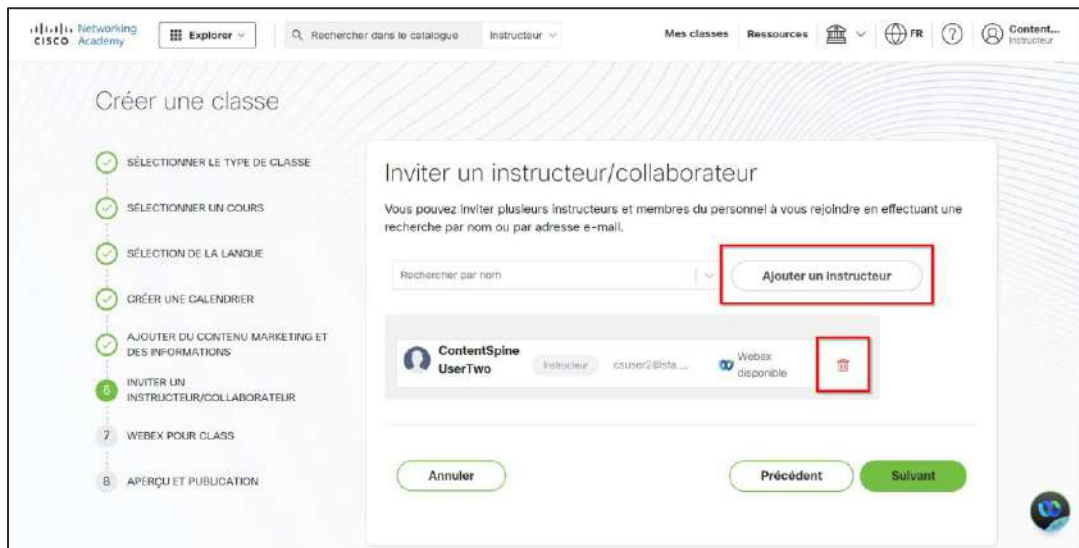 Networking
CISCO Academy
Explorer
Rechercher dans le catalogue
Instructeur
Mes classes
Ressources
FR
?
Content...
Instructeur
Créer une classe
SÉLECTIONNER LE TYPE DE CLASSE
SÉLECTIONNER UN COURS
SÉLECTION DE LA LANGUE
CRÉER UNE CALENDRIER
AJOUTER DU CONTENU MARKETING ET
DES INFORMATIONS
6 INVITER UN
INSTRUCTEUR/COLLABORATEUR
7 WEBEX POUR CLASS
8 APERÇU ET PUBLICATION
Inviter un instructeur/collaborateur
Vous pouvez inviter plusieurs instructeurs et membres du personnel à vous rejoindre en effectuant une
recherche par nom ou par adresse e-mail.
Rechercher par nom
Ajouter un instructeur
ContentSpine
UserTwo
Instructeur
csuser2@sta...
Webex
disponible
Annuler
Précédent
Suivant